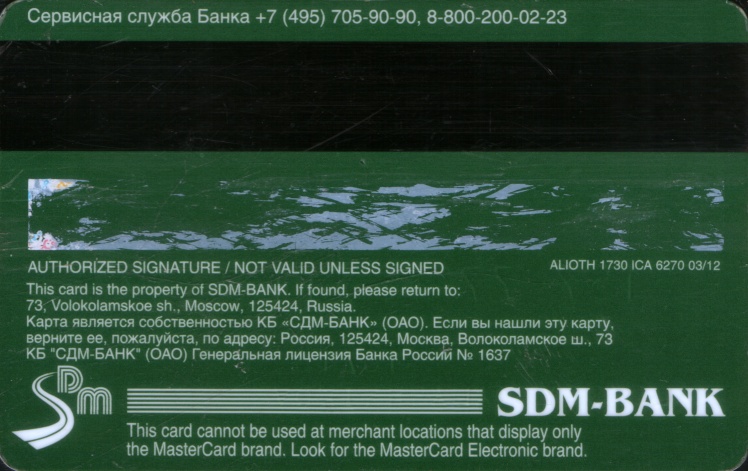 Сервисная служба Банка +7 (495) 705-90-90, 8-800-200-02-23
AUTHORIZED SIGNATURE / NOT VALID UNLESS SIGNED
ALIOTH 1730 ICA 6270 03/12
This card is the property of SDM-BANK. If found, please return to:
73, Volokolamskoe sh., Moscow, 125424, Russia.
Карта является собственностью КБ «СДМ-БАНК» (ОАО). Если вы нашли эту карту,
верните ее, пожалуйста, по адресу: Россия, 125424, Москва, Волоколамское ш., 73
КБ "СДМ-БАНК" (ОАО) Генеральная лицензия Банка России № 1637
SDm
SDM-BANK
This card cannot be used at merchant locations that display only
the MasterCard brand. Look for the MasterCard Electronic brand.